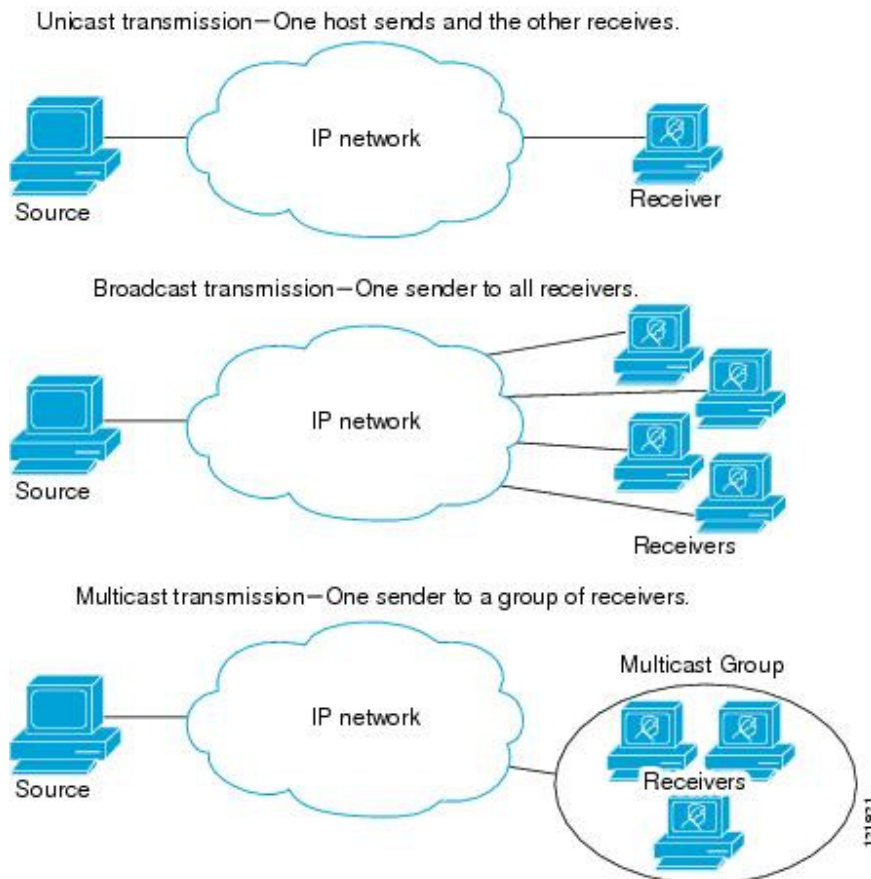 Unicast transmission—One host sends and the other receives.
IP network
Source
Receiver
Broadcast transmission—One sender to all receivers.
IP network
Source
Receivers
Multicast transmission—One sender to a group of receivers.
Multicast Group
IP network
Source
Receivers
121921